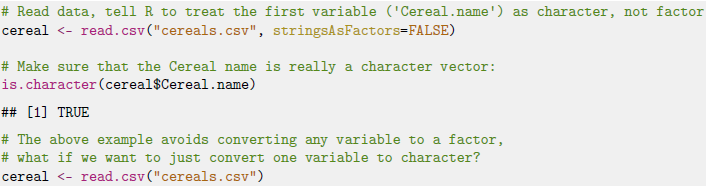 # Read data, tell R to treat the first variable ('Cereal.name') as character, not factor
cereal <- read.csv("cereals.csv", stringsAsFactors=FALSE)
# Make sure that the Cereal name is really a character vector:
is.character(cereal$Cereal.name)
## [1] TRUE
# The above example avoids converting any variable to a factor,
# what if we want to just convert one variable to character?
cereal <- read.csv("cereals.csv")